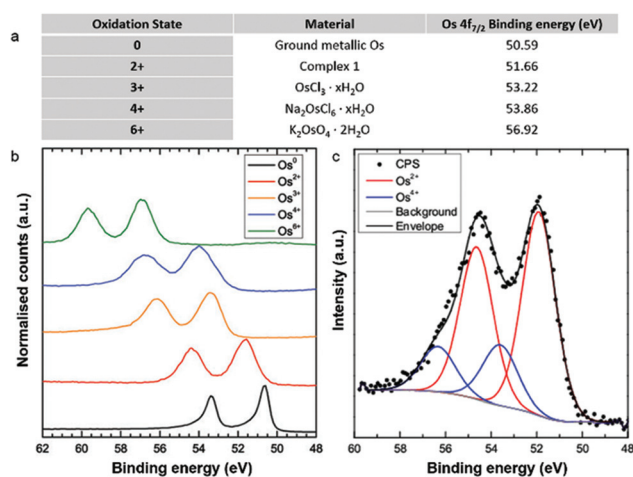 a
Oxidation State Material Os 4f7/2 Binding energy (eV)
0 Ground metallic Os 50.59
2+ Complex 1 51.66
3+ OsCl3 · xH2O 53.22
4+ Na2OsCl6 · xH2O 53.86
6+ K2OsO4 · 2H2O 56.92
b
Normalised counts (a.u.)
Os0
Os2+
Os3+
Os4+
Os6+
62 60 58 56 54 52 50 48
Binding energy (eV)
c
Intensity (a.u.)
CPS
Os2+
Os4+
Background
Envelope
60 58 56 54 52 50 48
Binding energy (eV)